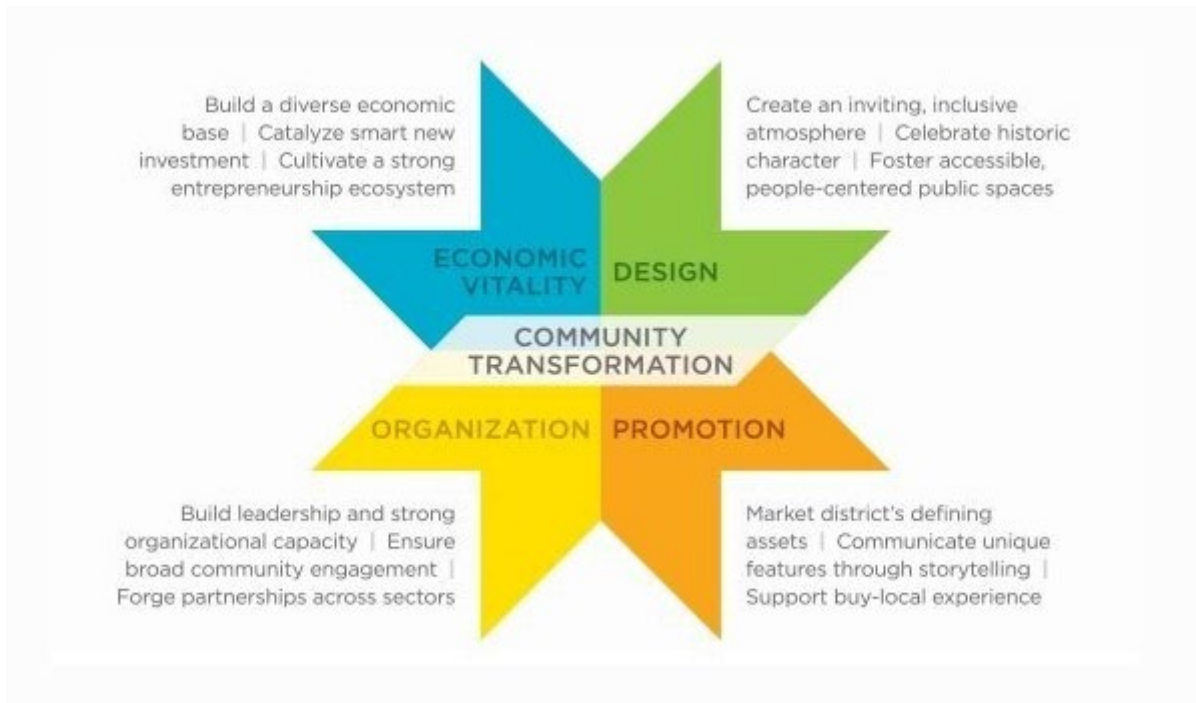 Build a diverse economic
base | Catalyze smart new
investment | Cultivate a strong
entrepreneurship ecosystem
Create an inviting, inclusive
atmosphere | Celebrate historic
character | Foster accessible,
people-centered public spaces
ECONOMIC
VITALITY
DESIGN
COMMUNITY
TRANSFORMATION
ORGANIZATION
PROMOTION
Build leadership and strong
organizational capacity | Ensure
broad community engagement |
Forge partnerships across sectors
Market district's defining
assets | Communicate unique
features through storytelling |
Support buy-local experience